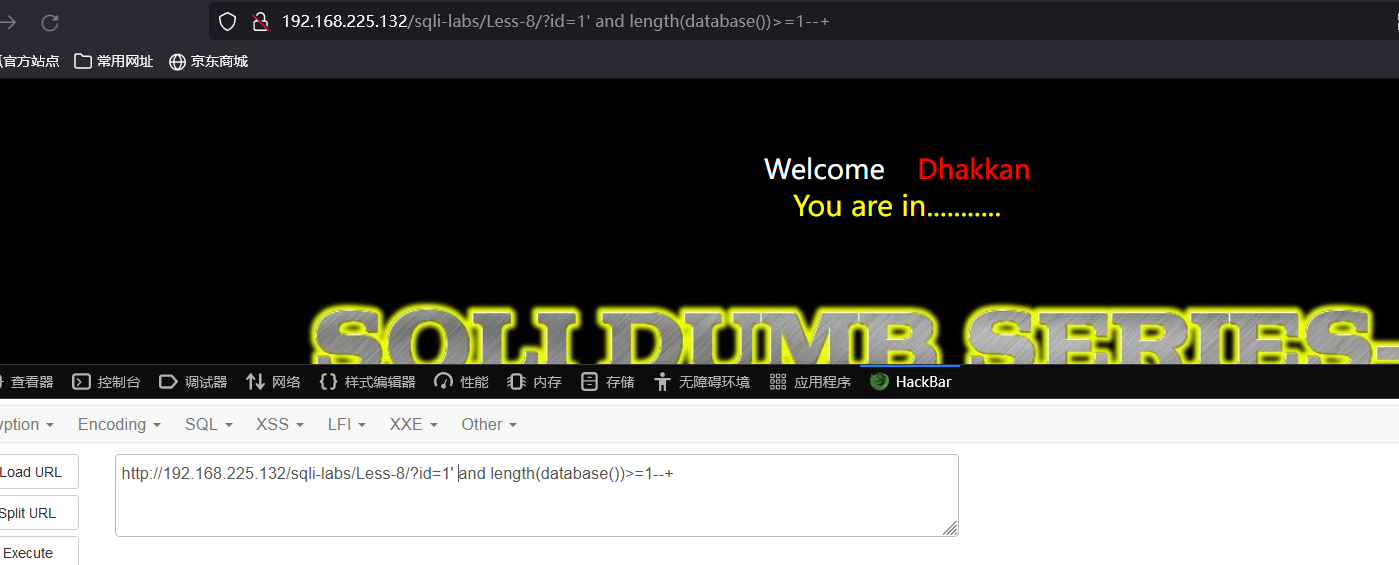 192.168.225.132/sqli-labs/Less-8/?id=1' and length(database())>=1--+
官方站点 常用网址 京东商城
Welcome Dhakkan
You are in...........
SQLI DUMB SERIES-
查看器 控制台 调试器 网络 样式编辑器 性能 内存 存储 无障碍环境 应用程序 HackBar
yption Encoding SQL XSS LFI XXE Other
Load URL
http://192.168.225.132/sqli-labs/Less-8/?id=1' and length(database())>=1--+
Split URL
Execute